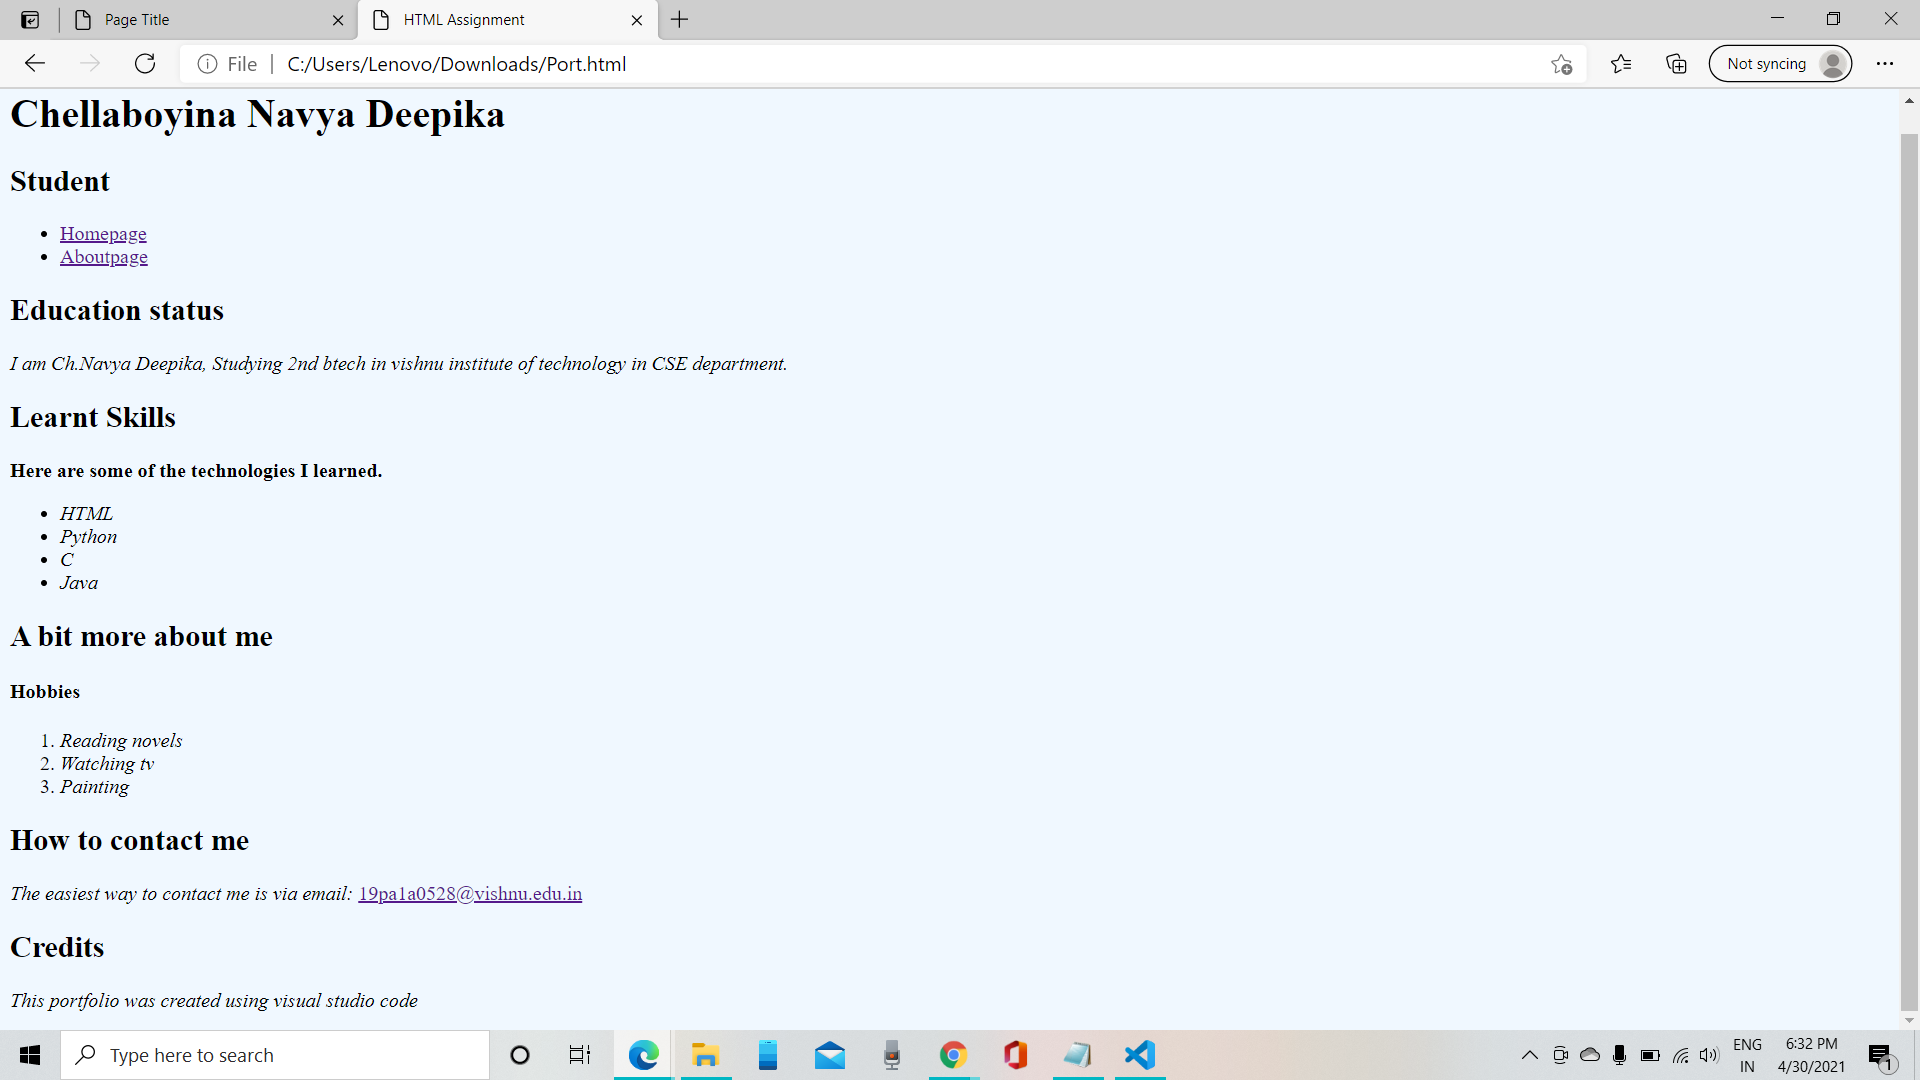 Page Title
HTML Assignment
File
C:/Users/Lenovo/Downloads/Port.html
Not syncing
Chellaboyina Navya Deepika
Student
• Homepage
• Aboutpage
Education status
I am Ch.Navya Deepika, Studying 2nd btech in vishnu institute of technology in CSE department.
Learnt Skills
Here are some of the technologies I learned.
• HTML
• Python
• C
• Java
A bit more about me
Hobbies
1. Reading novels
2. Watching tv
3. Painting
How to contact me
The easiest way to contact me is via email: 19pa1a0528@vishnu.edu.in
Credits
This portfolio was created using visual studio code
Type here to search
ENG
IN
6:32 PM
4/30/2021
1